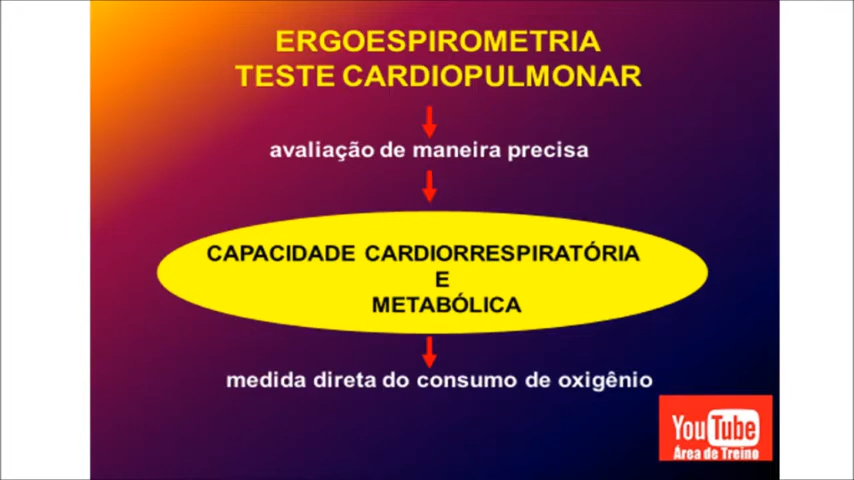 ERGOESPIROMETRIA
TESTE CARDIOPULMONAR
avaliação de maneira precisa
CAPACIDADE CARDIORRESPIRATÓRIA
E
METABÓLICA
medida direta do consumo de oxigênio
YouTube
Área de Treino